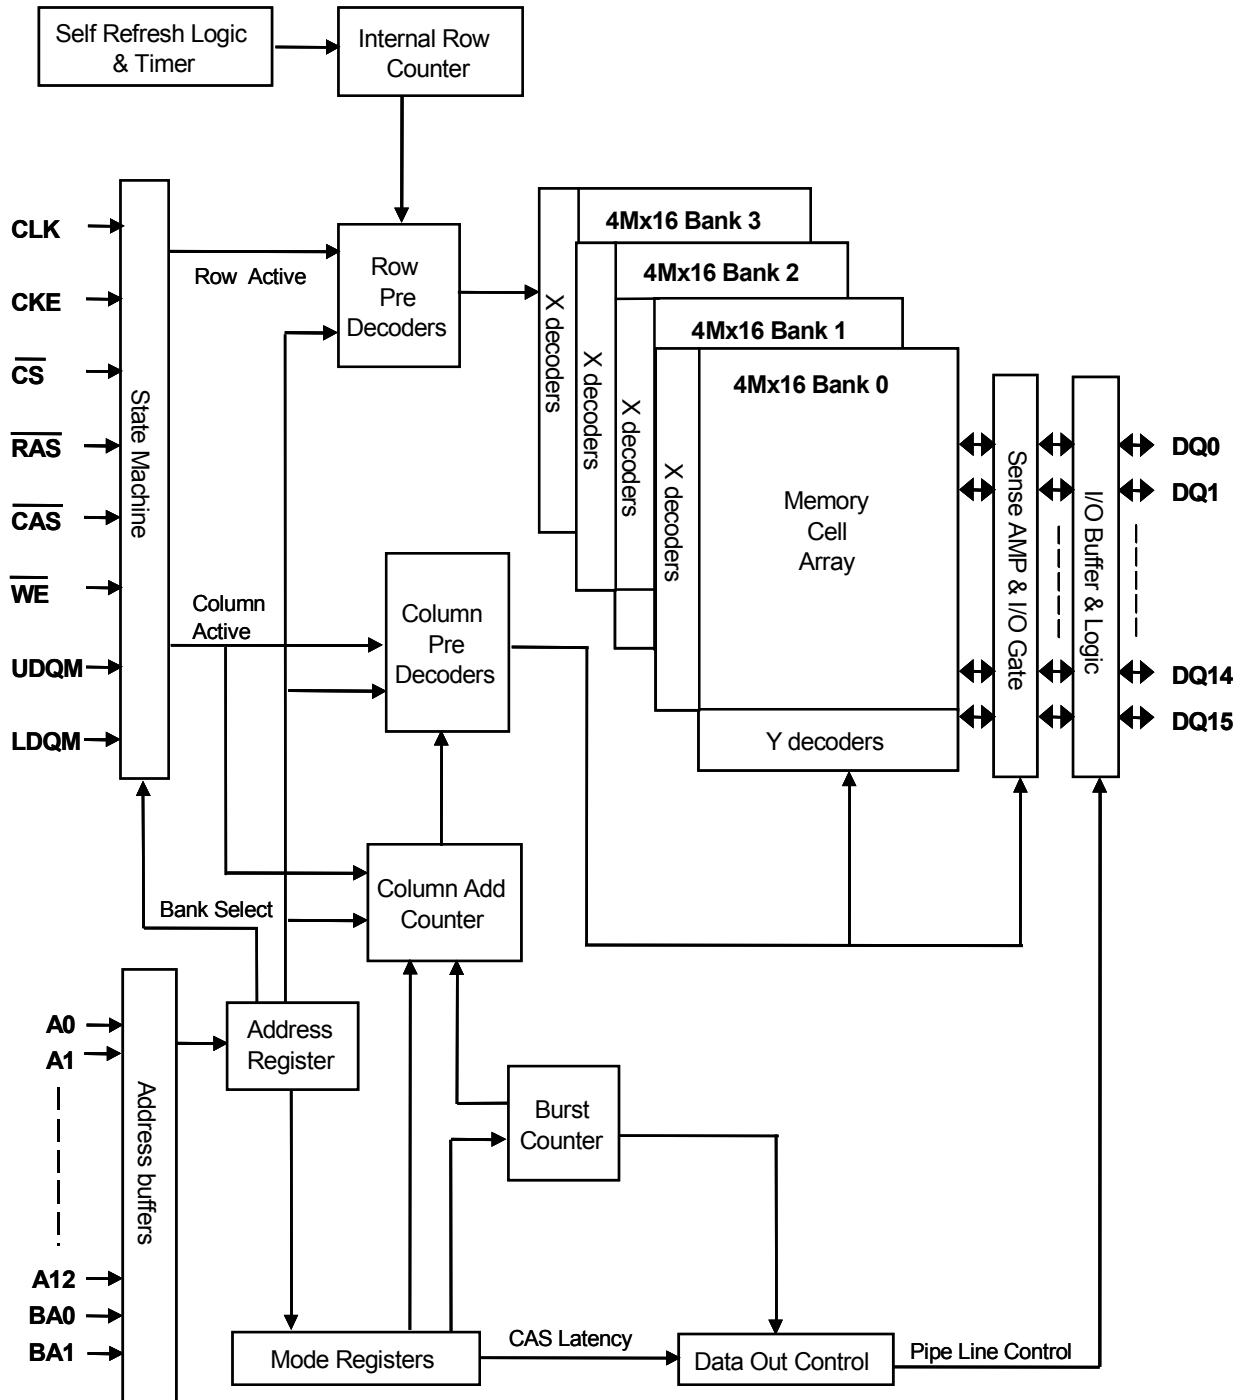 Self Refresh Logic
& Timer
Internal Row
Counter
CLK
CKE
CS
RAS
CAS
WE
UDQM
LDQM
State Machine
Row Active
Row
Pre
Decoders
4Mx16 Bank 3
4Mx16 Bank 2
4Mx16 Bank 1
4Mx16 Bank 0
X decoders
X decoders
X decoders
X decoders
Memory
Cell
Array
Y decoders
Sense AMP & I/O Gate
I/O Buffer & Logic
DQ0
DQ1
DQ14
DQ15
Column
Active
Column
Pre
Decoders
Column Add
Counter
Bank Select
A0
A1
A12
BA0
BA1
Address buffers
Address
Register
Burst
Counter
Mode Registers
CAS Latency
Data Out Control
Pipe Line Control